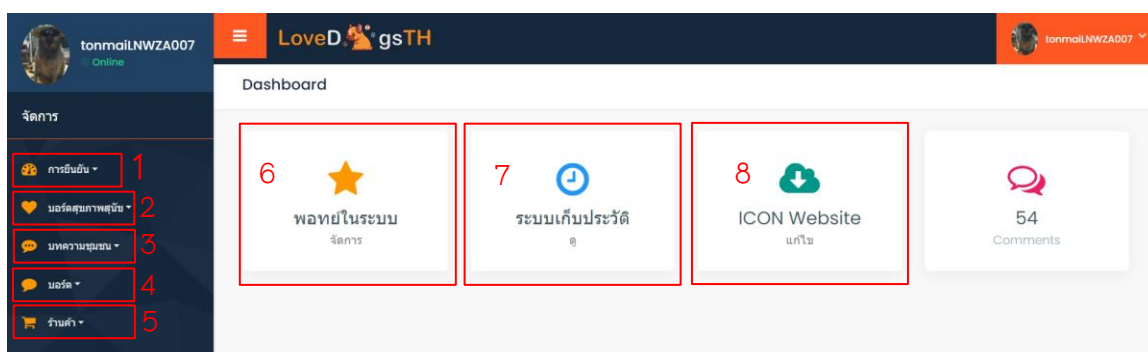 tonmaiLNWZA007
Online
LoveD gsTH
tonmaiLNWZA007
Dashboard
จัดการ
การยืนยัน
1
บอร์ดสุขภาพสุนัข
2
บทความชุมชน
3
บอร์ด
4
ร้านค้า
5
6
พอทย์ในระบบ
จัดการ
7
ระบบเก็บประวัติ
ดู
8
ICON Website
แก้ไข
54
Comments